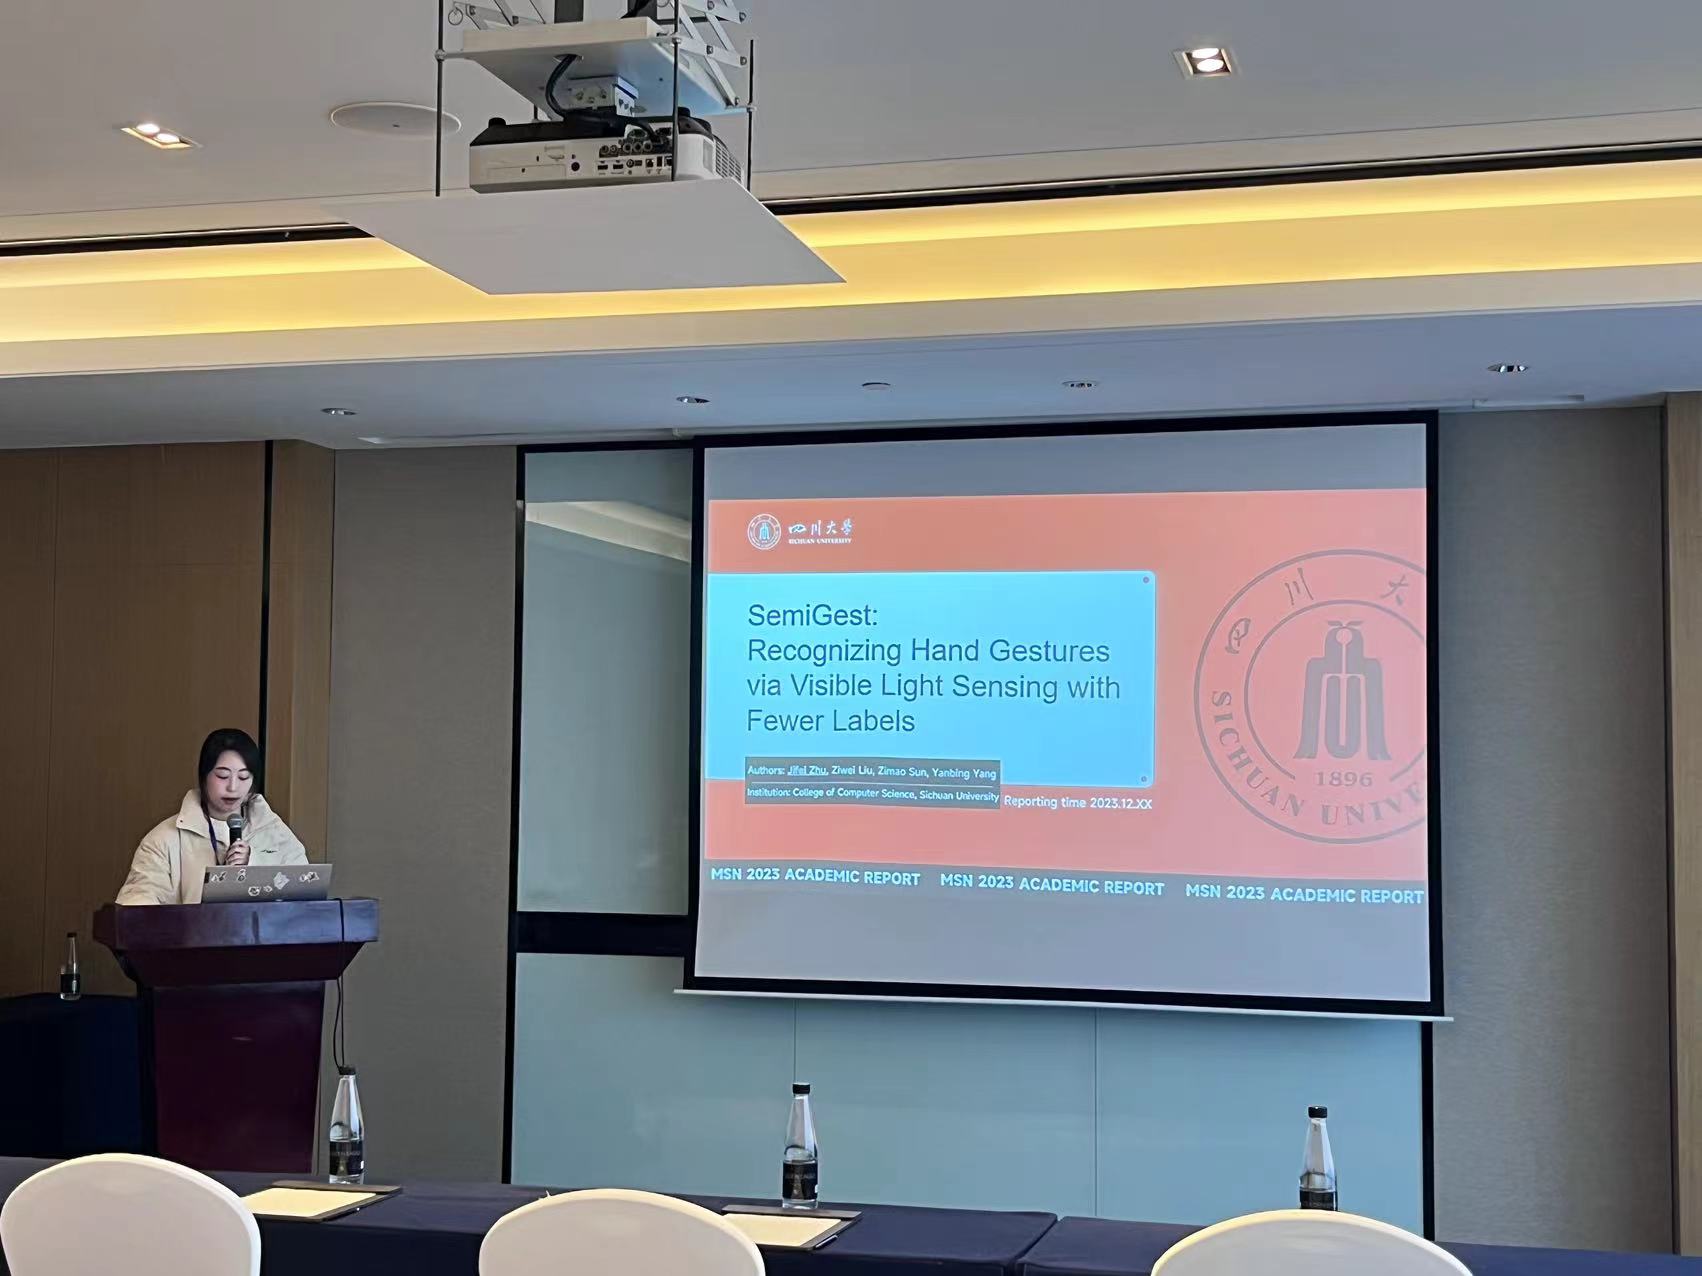 四川大学
SICHUAN UNIVERSITY
SemiGest:
Recognizing Hand Gestures
via Visible Light Sensing with
Fewer Labels
Authors: Jifei Zhu, Ziwei Liu, Zimao Sun, Yanbing Yang
Institution: College of Computer Science, Sichuan University
Reporting time 2023.12.XX
四 川 大
1896
SICHUAN UNIVE
MSN 2023 ACADEMIC REPORT MSN 2023 ACADEMIC REPORT MSN 2023 ACADEMIC REPORT